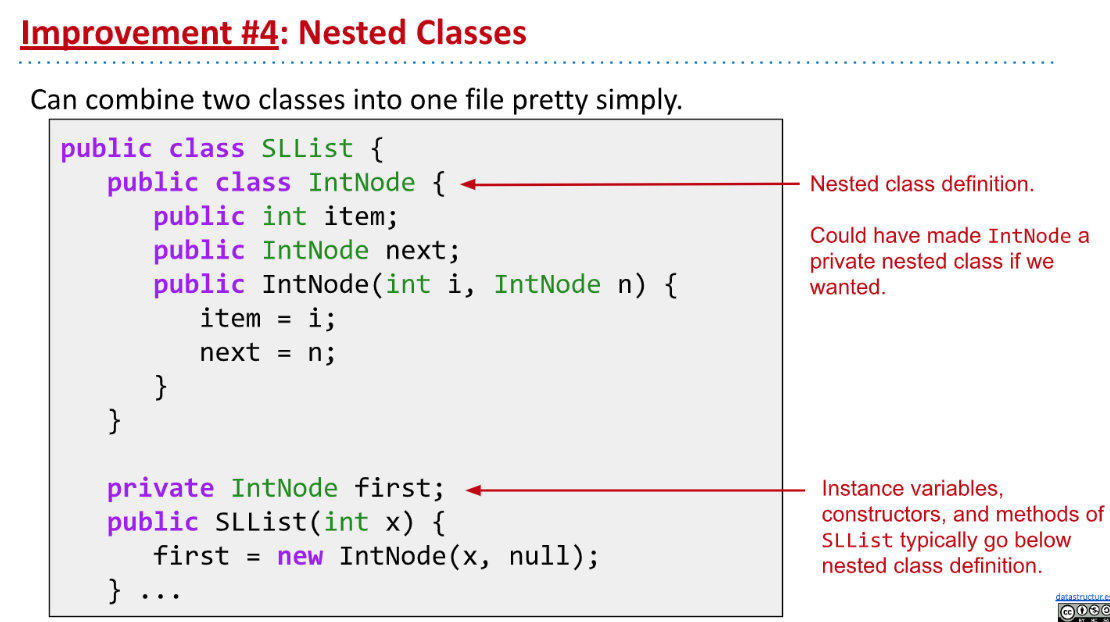 Improvement #4: Nested Classes
Can combine two classes into one file pretty simply.
public class SLList {
public class IntNode {
public int item;
public IntNode next;
public IntNode(int i, IntNode n) {
item = i;
next = n;
}
}
private IntNode first;
public SLList(int x) {
first = new IntNode(x, null);
} ...
Nested class definition.
Could have made IntNode a
private nested class if we
wanted.
Instance variables,
constructors, and methods of
SLList typically go below
nested class definition.
datastructur.es